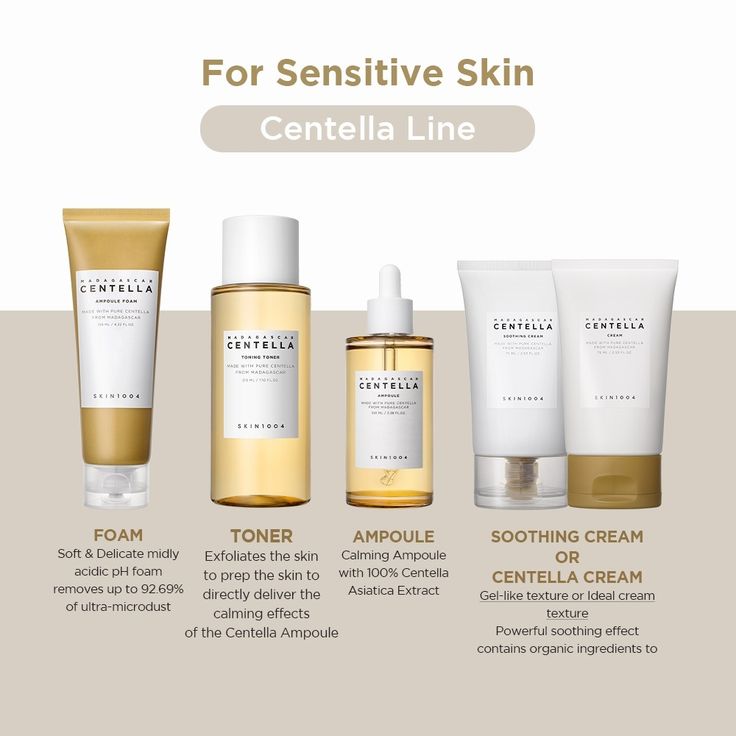 For Sensitive Skin
Centella Line
MADAGASCAR
CENTELLA
AMPOULE FOAM
MADE WITH PURE CENTELLA
FROM MADAGASCAR
SKIN1004
MADAGASCAR
CENTELLA
TONING TONER
MADE WITH PURE CENTELLA
FROM MADAGASCAR
SKIN1004
MADAGASCAR
CENTELLA
AMPOULE
MADE WITH PURE CENTELLA
FROM MADAGASCAR
SKIN1004
MADAGASCAR
CENTELLA
SOOTHING CREAM
MADE WITH PURE CENTELLA
FROM MADAGASCAR
SKIN1004
MADAGASCAR
CENTELLA
CREAM
MADE WITH PURE CENTELLA
FROM MADAGASCAR
SKIN1004
FOAM
Soft & Delicate midly
acidic pH foam
removes up to 92.69%
of ultra-microdust
TONER
Exfoliates the skin
to prep the skin to
directly deliver the
calming effects
of the Centella Ampoule
AMPOULE
Calming Ampoule
with 100% Centella
Asiatica Extract
SOOTHING CREAM
OR
CENTELLA CREAM
Gel-like texture or Ideal cream
texture
Powerful soothing effect
contains organic ingredients to